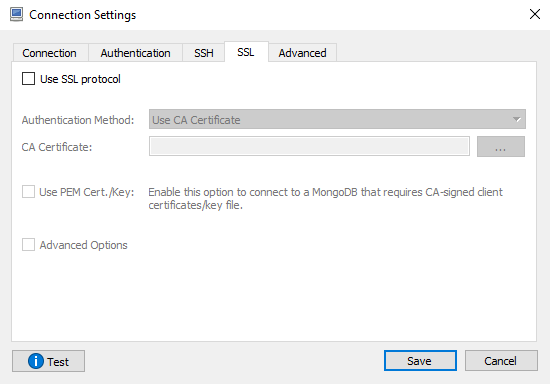 Connection Settings
Connection Authentication SSH SSL Advanced
Use SSL protocol
Authentication Method: Use CA Certificate
CA Certificate: ...
Use PEM Cert./Key: Enable this option to connect to a MongoDB that requires CA-signed client
certificates/key file.
Advanced Options
Test Save Cancel